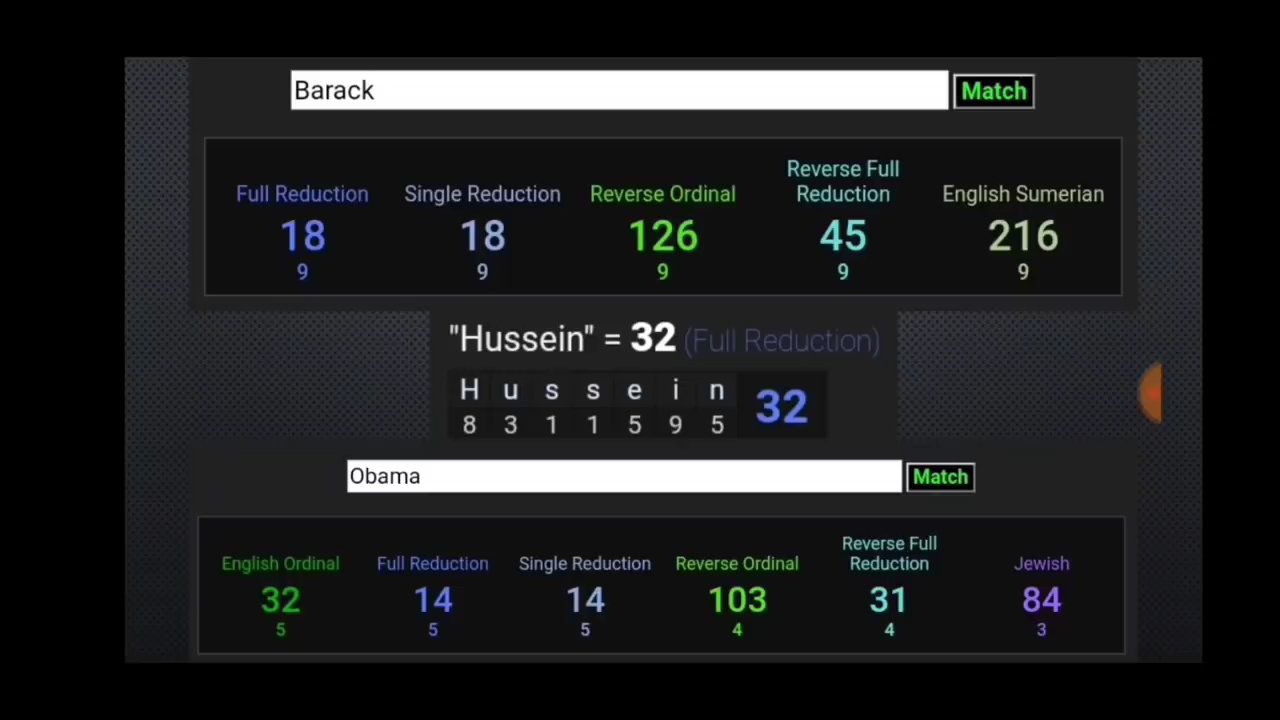 Barack Match
Full Reduction Single Reduction Reverse Ordinal Reverse Full Reduction English Sumerian
18 18 126 45 216
9 9 9 9 9
"Hussein" = 32 (Full Reduction)
H u s s e i n 32
8 3 1 1 5 9 5
Obama Match
English Ordinal Full Reduction Single Reduction Reverse Ordinal Reverse Full Reduction Jewish
32 14 14 103 31 84
5 5 5 4 4 3